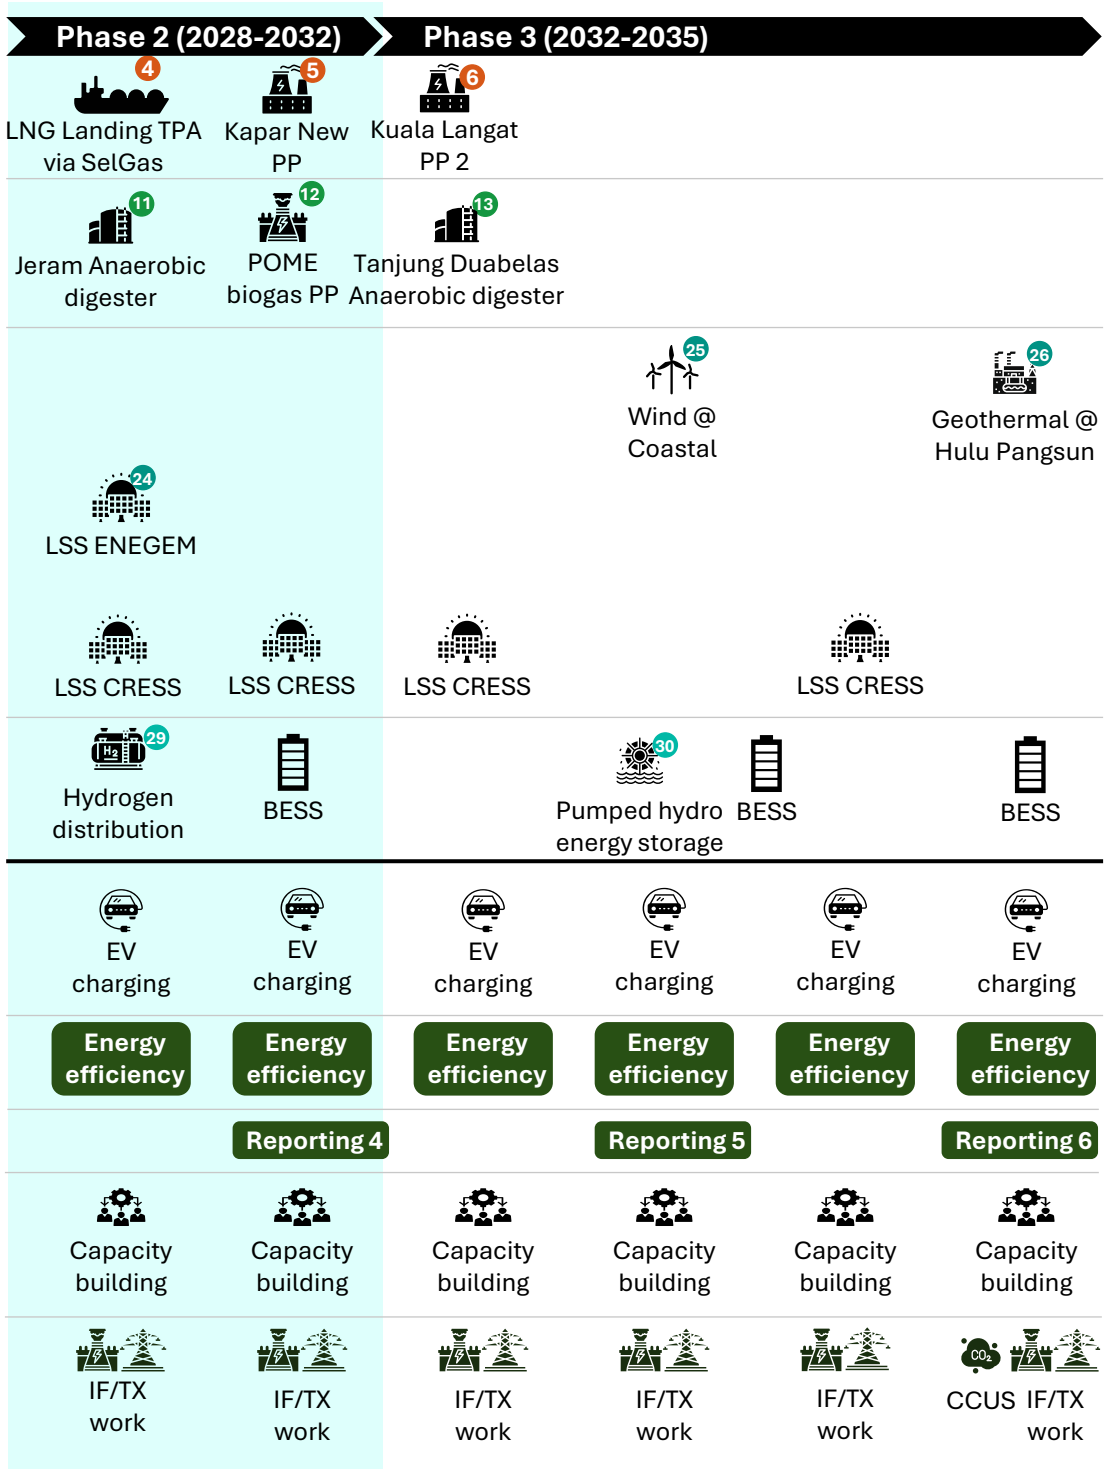 Phase 2 (2028-2032)
Phase 3 (2032-2035)
4
LNG Landing TPA
via SelGas
5
Kapar New
PP
6
Kuala Langat
PP 2
11
Jeram Anaerobic
digester
12
POME
biogas PP
13
Tanjung Duabelas
Anaerobic digester
25
Wind @
Coastal
26
Geothermal @
Hulu Pangsun
24
LSS ENEGEM
LSS CRESS
LSS CRESS
LSS CRESS
LSS CRESS
H2
29
Hydrogen
distribution
BESS
30
Pumped hydro
energy storage
BESS
BESS
EV
charging
EV
charging
EV
charging
EV
charging
EV
charging
EV
charging
Energy
efficiency
Energy
efficiency
Energy
efficiency
Energy
efficiency
Energy
efficiency
Energy
efficiency
Reporting 4
Reporting 5
Reporting 6
Capacity
building
Capacity
building
Capacity
building
Capacity
building
Capacity
building
Capacity
building
IF/TX
work
IF/TX
work
IF/TX
work
IF/TX
work
IF/TX
work
CO2
CCUS
IF/TX
work